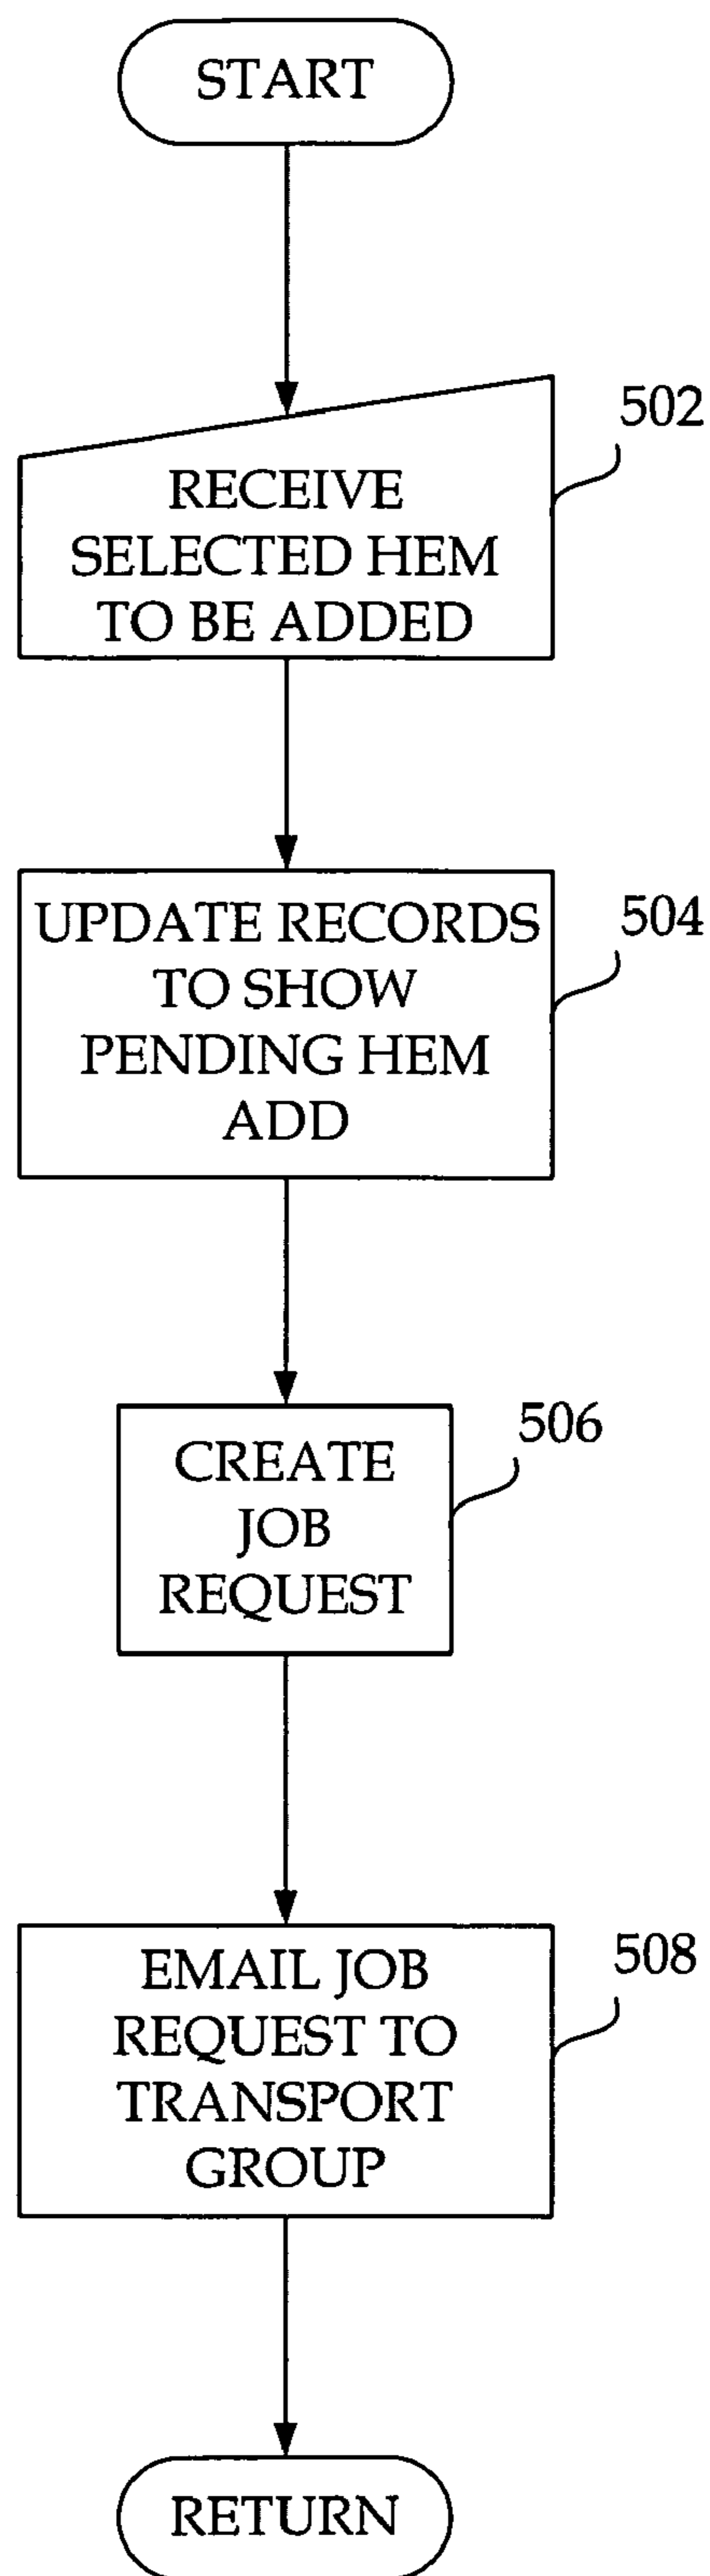 START
502
RECEIVE
SELECTED HEM
TO BE ADDED
504
UPDATE RECORDS
TO SHOW
PENDING HEM
ADD
506
CREATE
JOB
REQUEST
508
EMAIL JOB
REQUEST TO
TRANSPORT
GROUP
RETURN